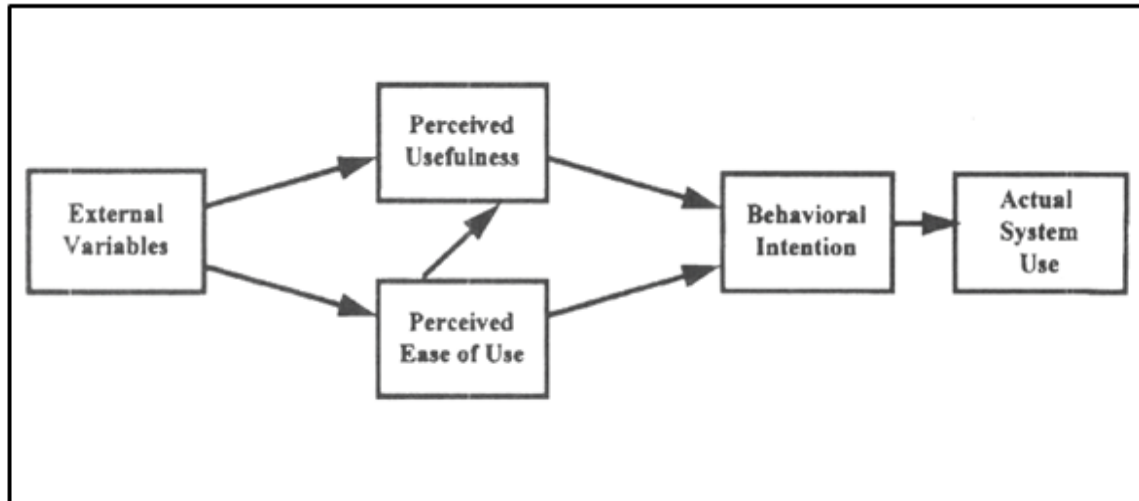 Perceived
Usefulness
External
Variables
Behavioral
Intention
Actual
System
Use
Perceived
Ease of Use